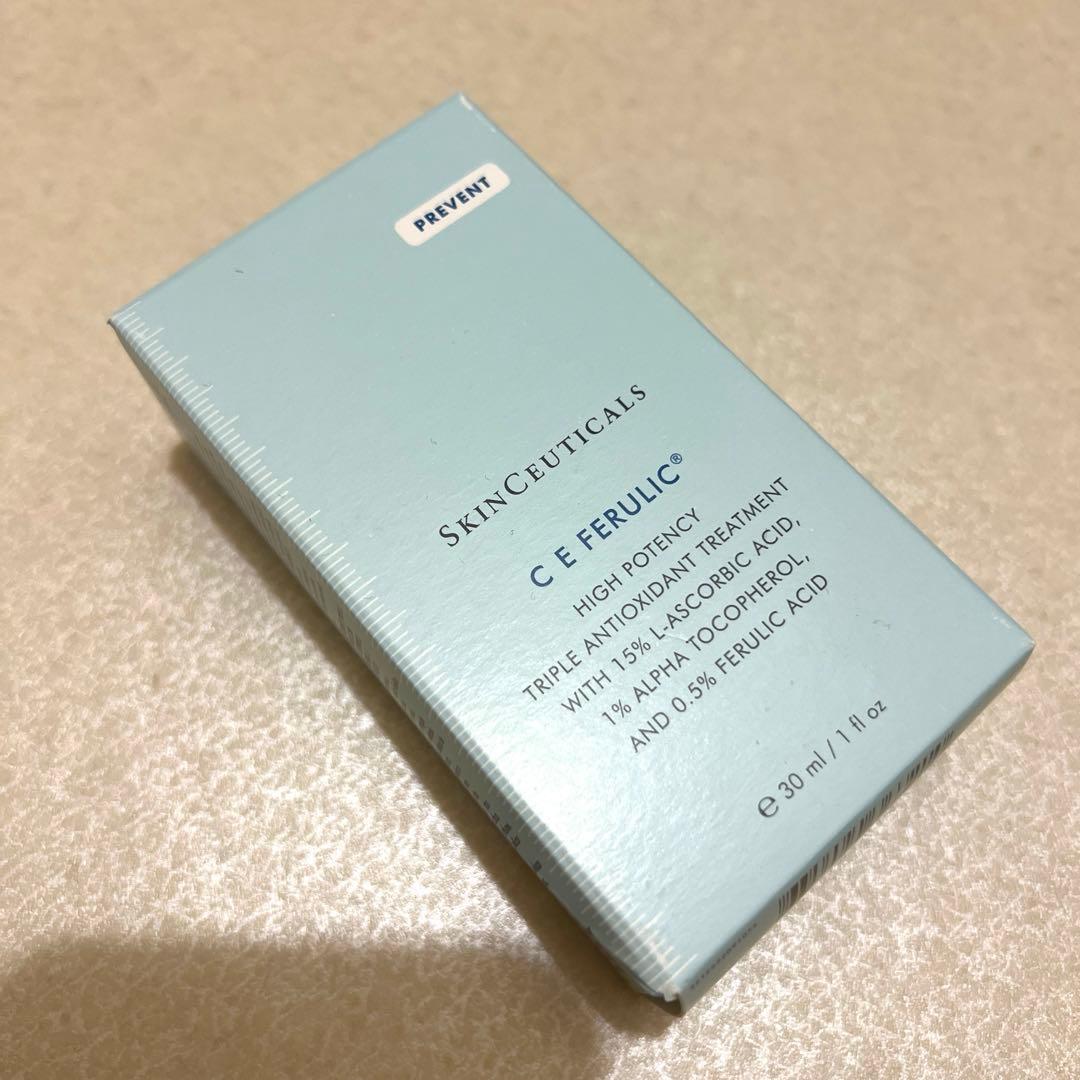 PREVENT
SKINCEUTICALS
C E FERULIC®
HIGH POTENCY
TRIPLE ANTIOXIDANT TREATMENT
WITH 15% L-ASCORBIC ACID,
1% ALPHA TOCOPHEROL,
AND 0.5% FERULIC ACID
℮ 30 ml / 1 fl oz